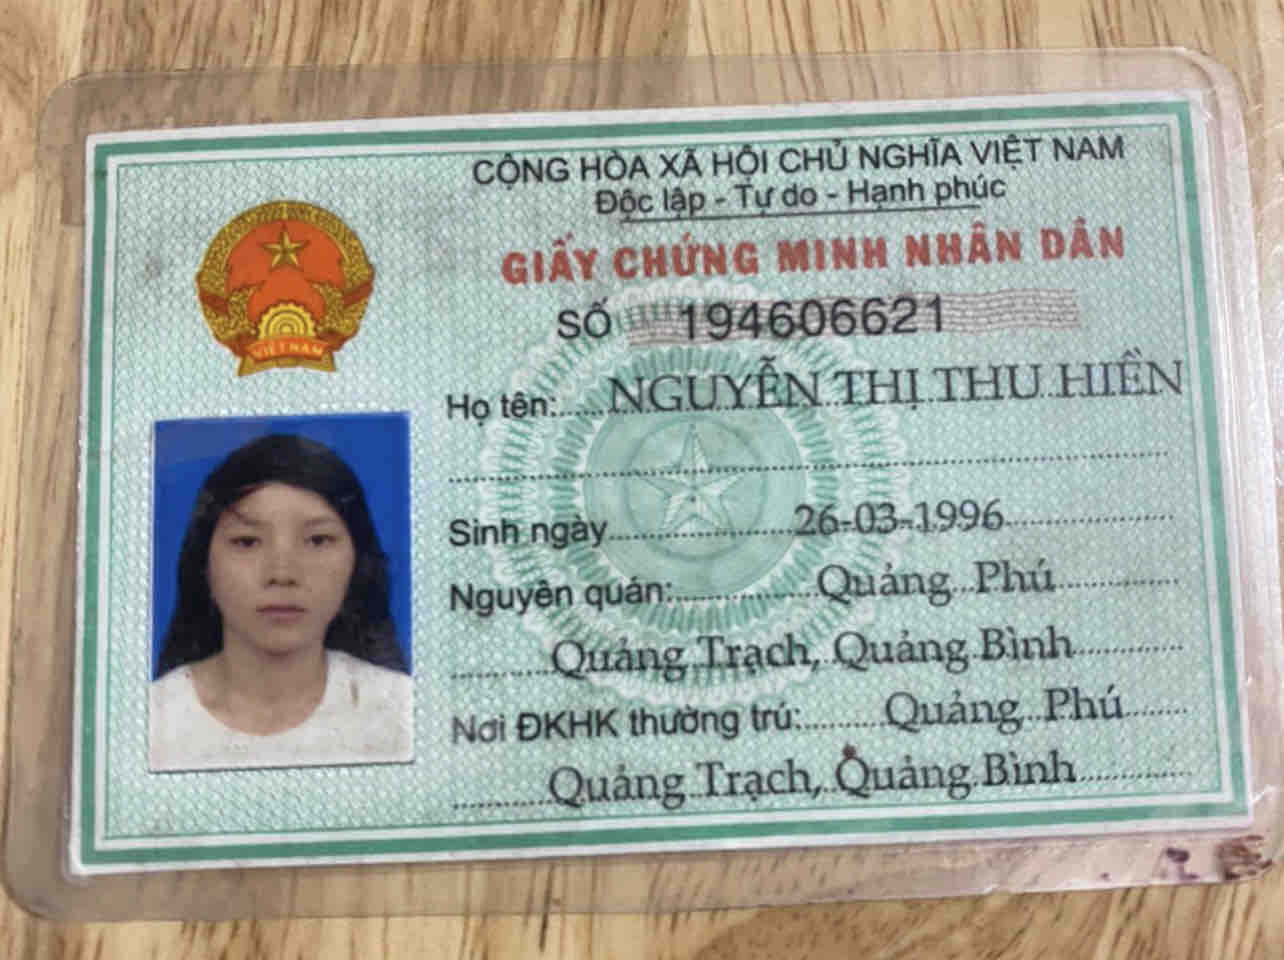 CỘNG HÒA XÃ HỘI CHỦ NGHĨA VIỆT NAM
Độc lập - Tự do - Hạnh phúc
GIẤY CHỨNG MINH NHÂN DÂN
SỐ 194606621
VIỆT NAM
Họ tên:.....NGUYỄN THỊ THU HIỀN
Sinh ngày...26-03-1996
Nguyên quán:...Quảng Phú
Quảng Trạch, Quảng Bình
Nơi ĐKHK thường trú:...Quảng Phú
Quảng Trạch, Quảng Bình